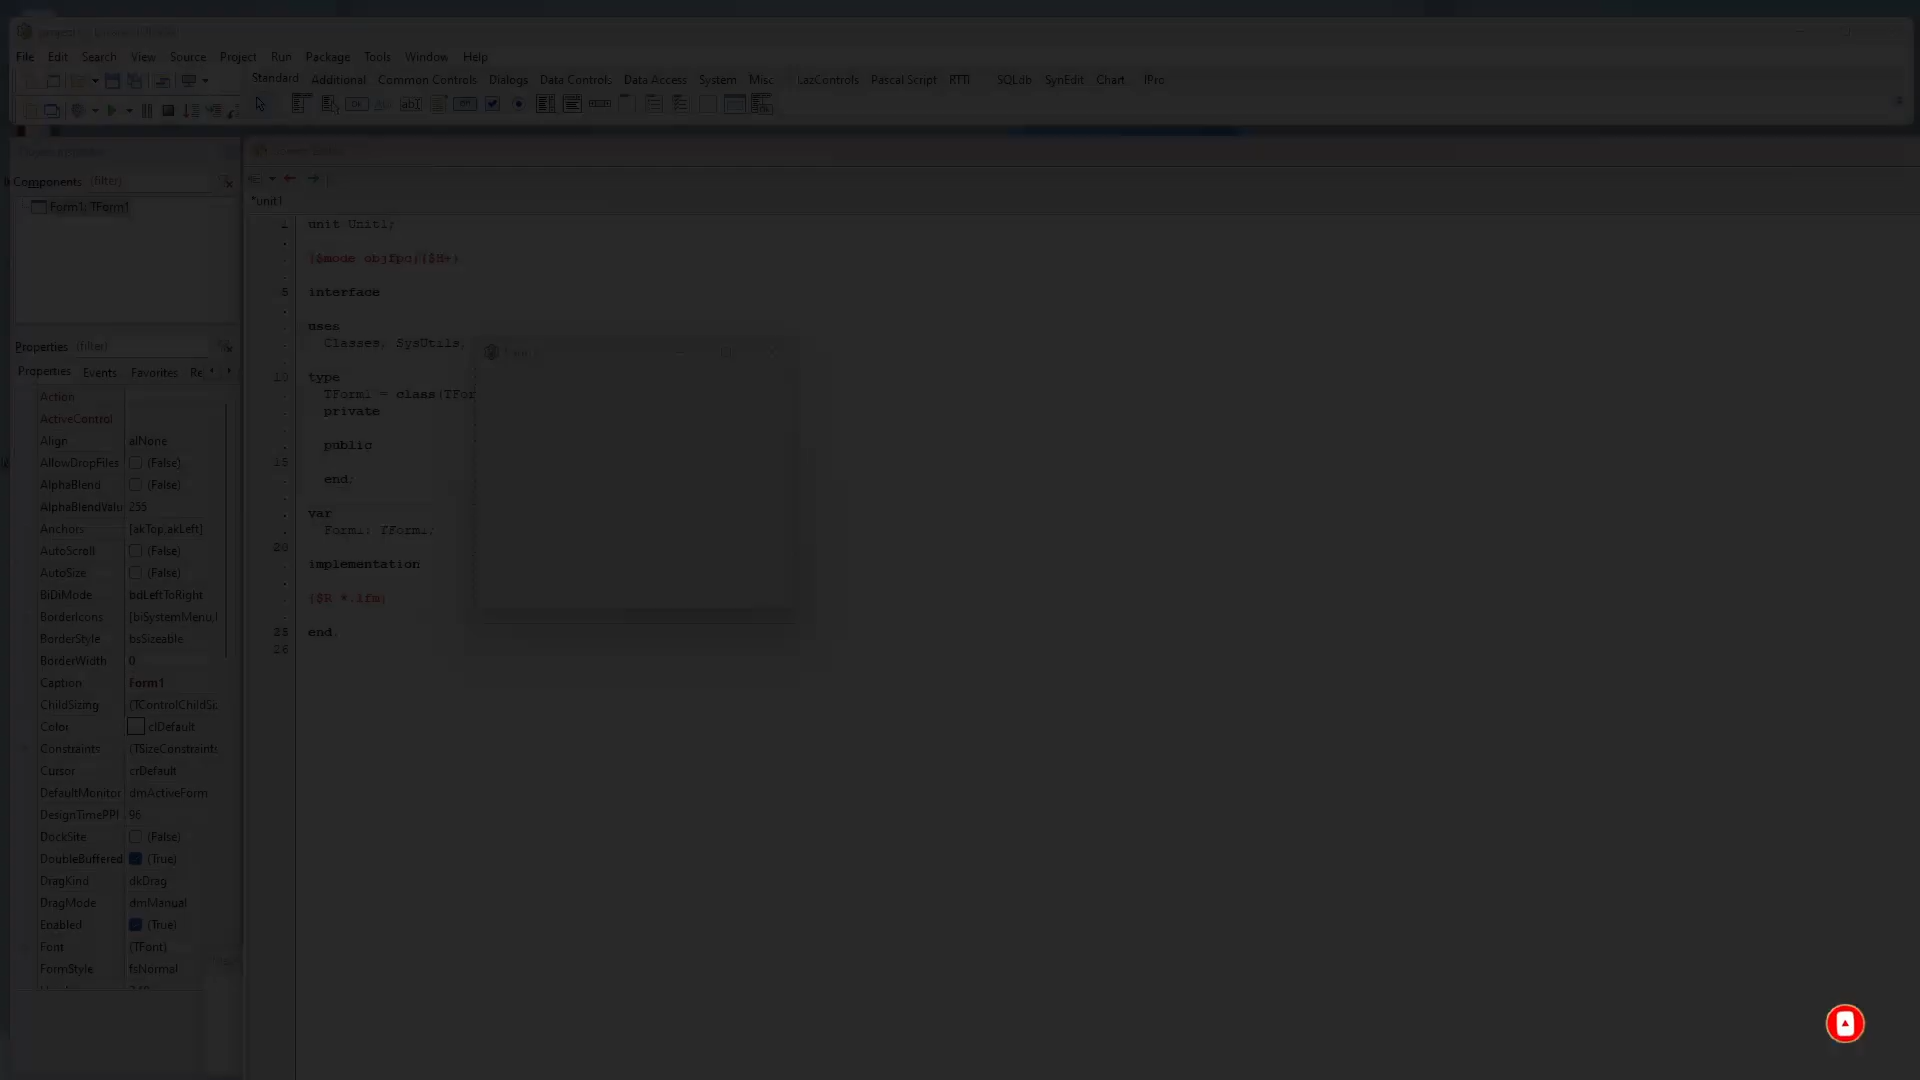 File Edit Search View Project Run Package Tools Window Help
Standard Additional Common Controls Dialogs Data Controls Data Access System Misc LazControls Pascal Script RTTI SQLdb SynEdit Chart IPro
Components (filter)
Form1: TForm1
Properties (filter)
Properties Events Favorites Re
Action
ActiveControl
Align alNone
AllowDropFiles (False)
AlphaBlend (False)
AlphaBlendValu 255
Anchors [akTop,akLeft]
AutoScroll (False)
AutoSize (False)
BiDiMode bdLeftToRight
BorderIcons [biSystemMenu,
BorderStyle bsSizeable
BorderWidth 0
Caption Form1
ChildSizing (TControlChildSi
Color clDefault
Constraints (TSizeConstraints
Cursor crDefault
DefaultMonitor dmActiveForm
DesignTimePPI 96
DockSite (False)
DoubleBuffered (True)
DragKind dkDrag
DragMode dmManual
Enabled (True)
Font (TFont)
FormStyle fsNormal
*unit1
1 unit Unit1;
{$mode objfpc}{$H+}
5 interface
uses
Classes, SysUtils,
10 type
TForm1 = class(TFor
private
public
15
end;
var
Form1: TForm1;
20
implementation
{$R *.lfm}
25 end.
26